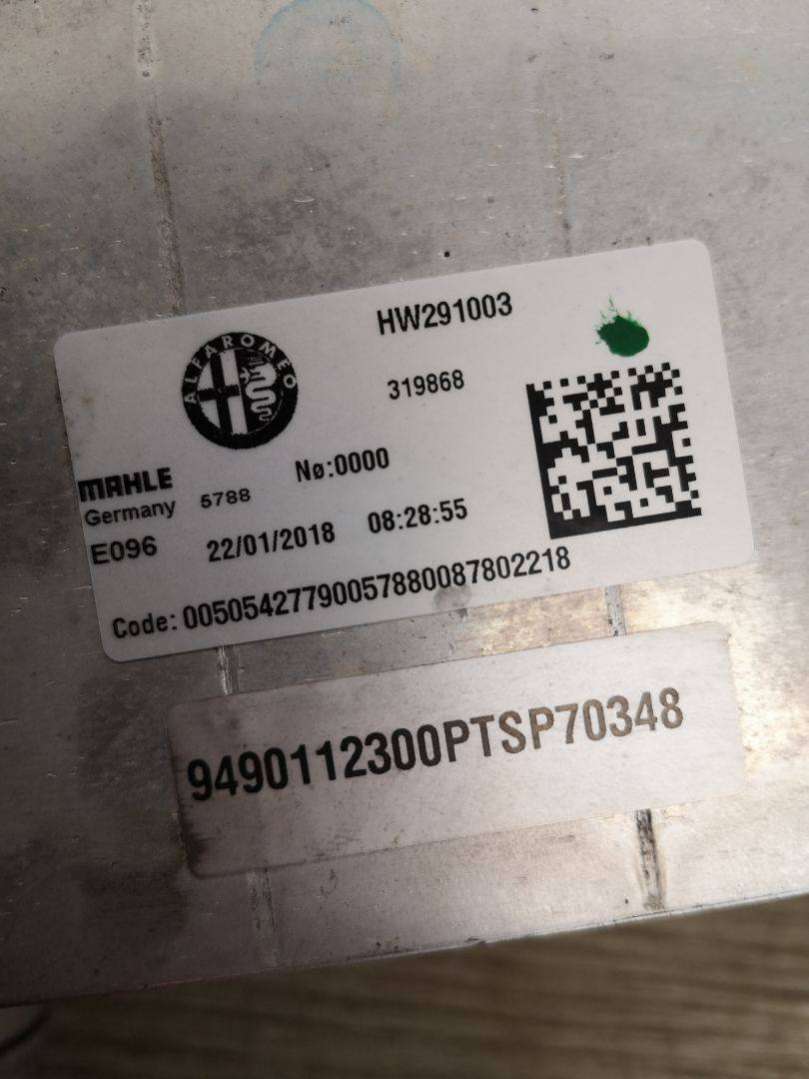 HW291003
ALFA ROMEO
319868
MAHLE
Germany 5788 Nø:0000
E096 22/01/2018 08:28:55
Code: 00505427790057880087802218
9490112300PTSP70348